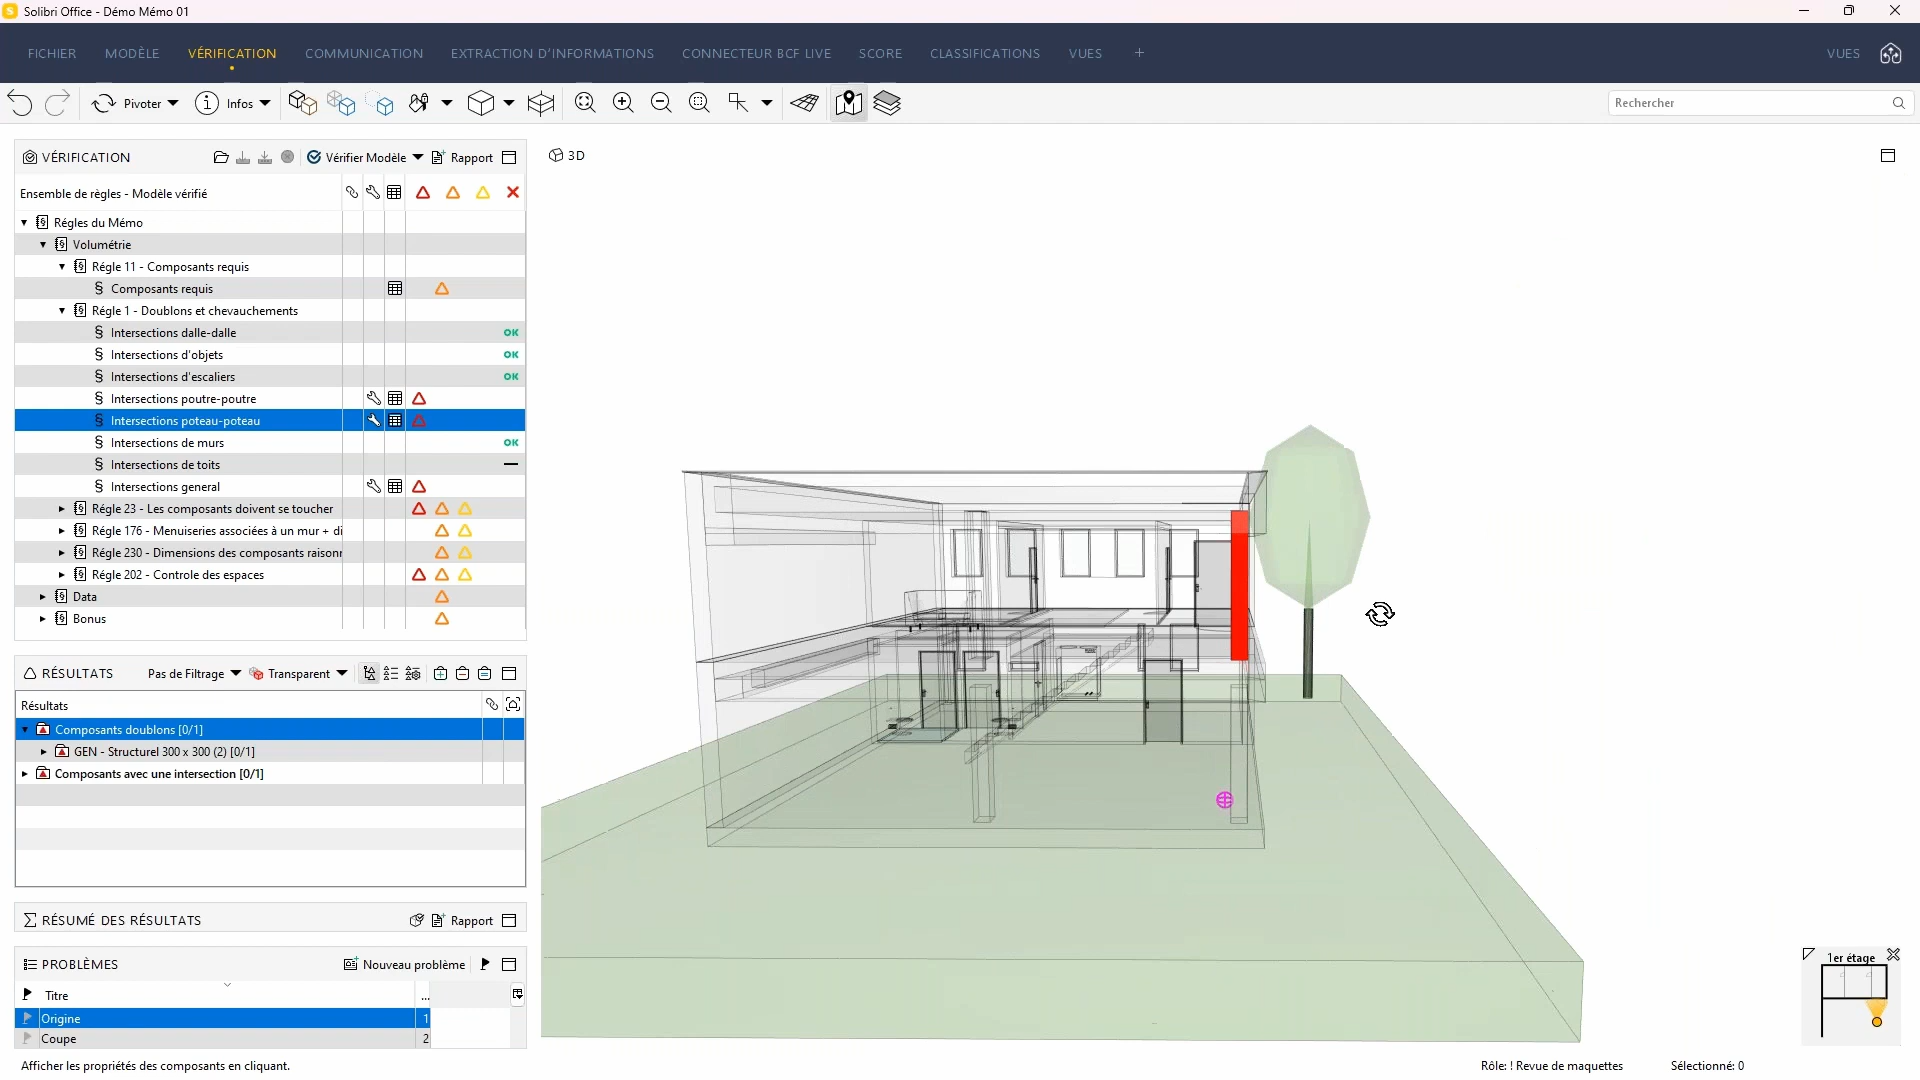 Solibri Office - Démo Mémo 01
FICHIER MODÈLE VÉRIFICATION COMMUNICATION EXTRACTION D'INFORMATIONS CONNECTEUR BCF LIVE SCORE CLASSIFICATIONS VUES + VUES
Pivoter Infos Rechercher
VÉRIFICATION Vérifier Modèle Rapport
3D
Ensemble de règles - Modèle vérifié
Régles du Mémo
Volumétrie
Régle 11 - Composants requis
§ Composants requis
Régle 1 - Doublons et chevauchements
§ Intersections dalle-dalle OK
§ Intersections d'objets OK
§ Intersections d'escaliers OK
§ Intersections poutre-poutre
§ Intersections poteau-poteau
§ Intersections de murs OK
§ Intersections de toits —
§ Intersections general
Régle 23 - Les composants doivent se toucher
Régle 176 - Menuiseries associées à un mur + di
Régle 230 - Dimensions des composants raisonr
Régle 202 - Controle des espaces
Data
Bonus
RÉSULTATS Pas de Filtrage Transparent
Résultats
Composants doublons [0/1]
GEN - Structurel 300 x 300 (2) [0/1]
Composants avec une intersection [0/1]
RÉSUMÉ DES RÉSULTATS Rapport
PROBLÈMES Nouveau problème
Titre ...
Origine 1
Coupe 2
1er étage
Afficher les propriétés des composants en cliquant.
Rôle: ! Revue de maquettes Sélectionné: 0